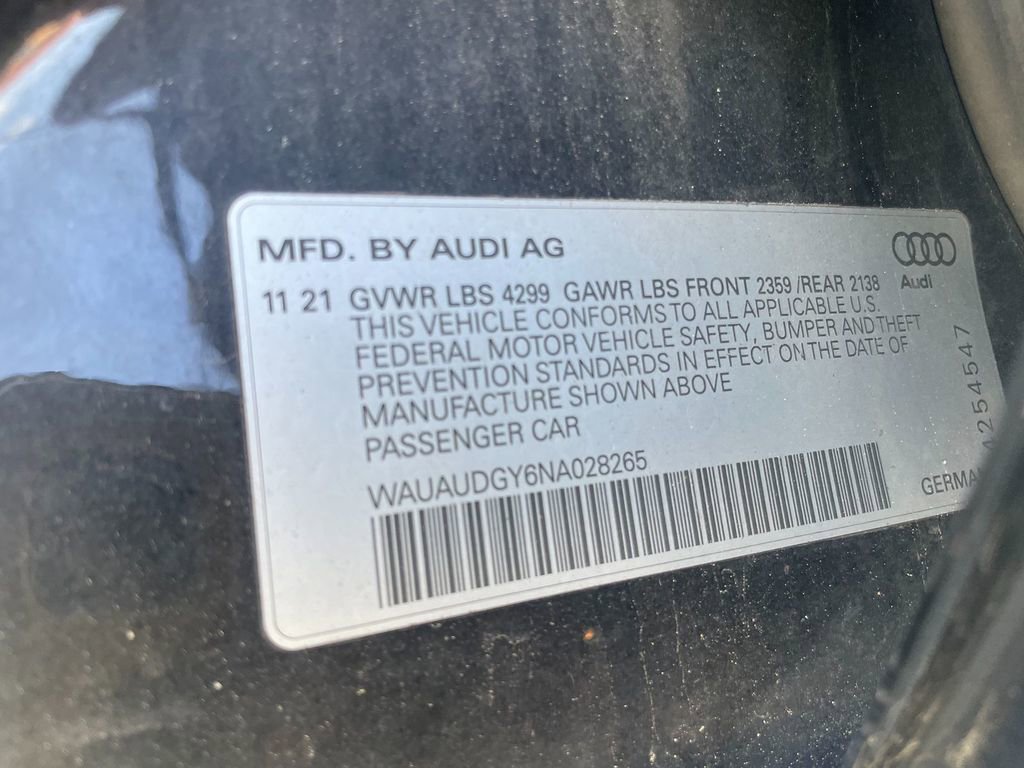 MFD. BY AUDI AG
Audi
11 21 GVWR LBS 4299 GAWR LBS FRONT 2359 /REAR 2138
THIS VEHICLE CONFORMS TO ALL APPLICABLE U.S.
FEDERAL MOTOR VEHICLE SAFETY, BUMPER AND THEFT
PREVENTION STANDARDS IN EFFECT ON THE DATE OF
MANUFACTURE SHOWN ABOVE
PASSENGER CAR
WAUAUDGY6NA028265
4254547